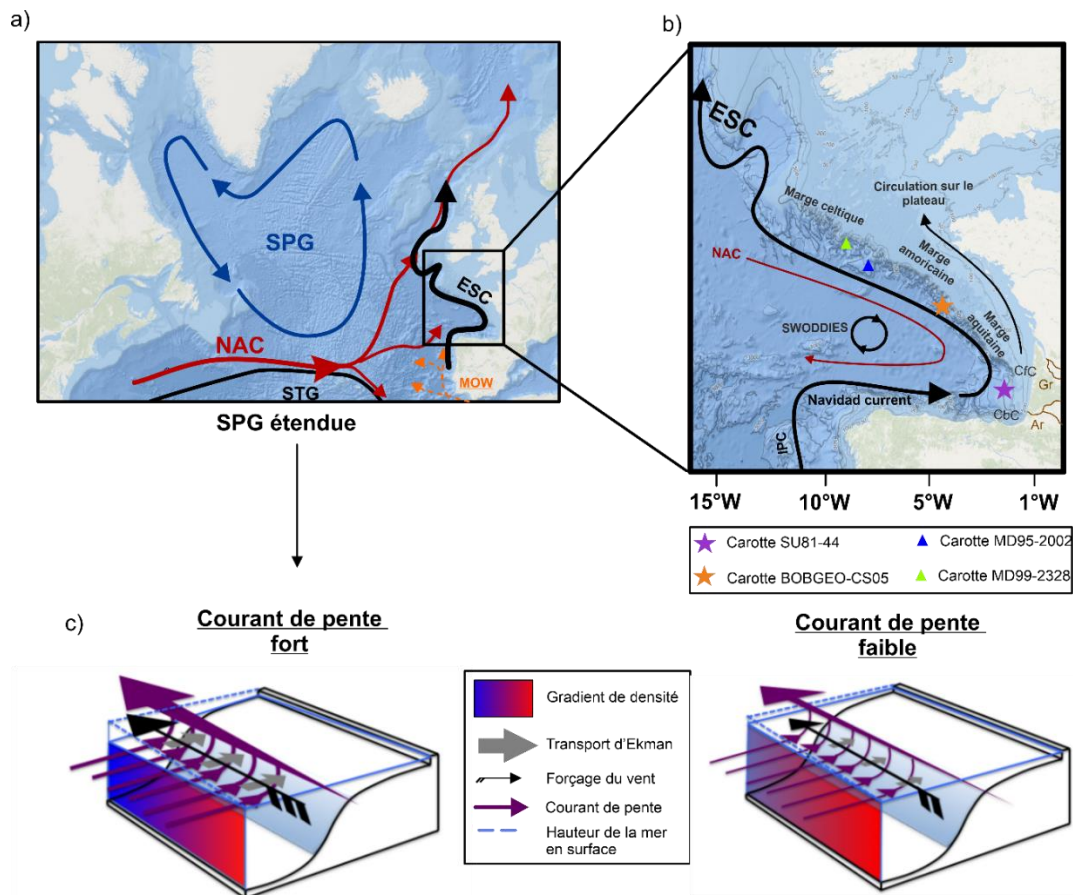 a)
SPG
NAC
STG
ESC
MOW
SPG étendue
b)
ESC
Marge celtique
Circulation sur le
plateau
NAC
Marge
amoricaine
SWODDIES
Marge
aquitaine
CfC
Gr
Navidad current
CbC
Ar
IPC
15°W
10°W
5°W
1°W
Carotte SU81-44
Carotte MD95-2002
Carotte BOBGEO-CS05
Carotte MD99-2328
c)
Courant de pente
fort
Courant de pente
faible
Gradient de densité
Transport d'Ekman
Forçage du vent
Courant de pente
Hauteur de la mer
en surface